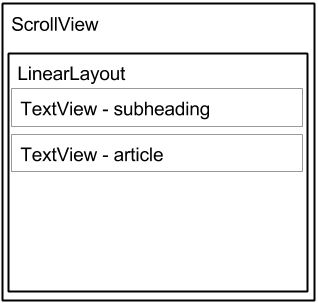 ScrollView
LinearLayout
TextView - subheading
TextView - article